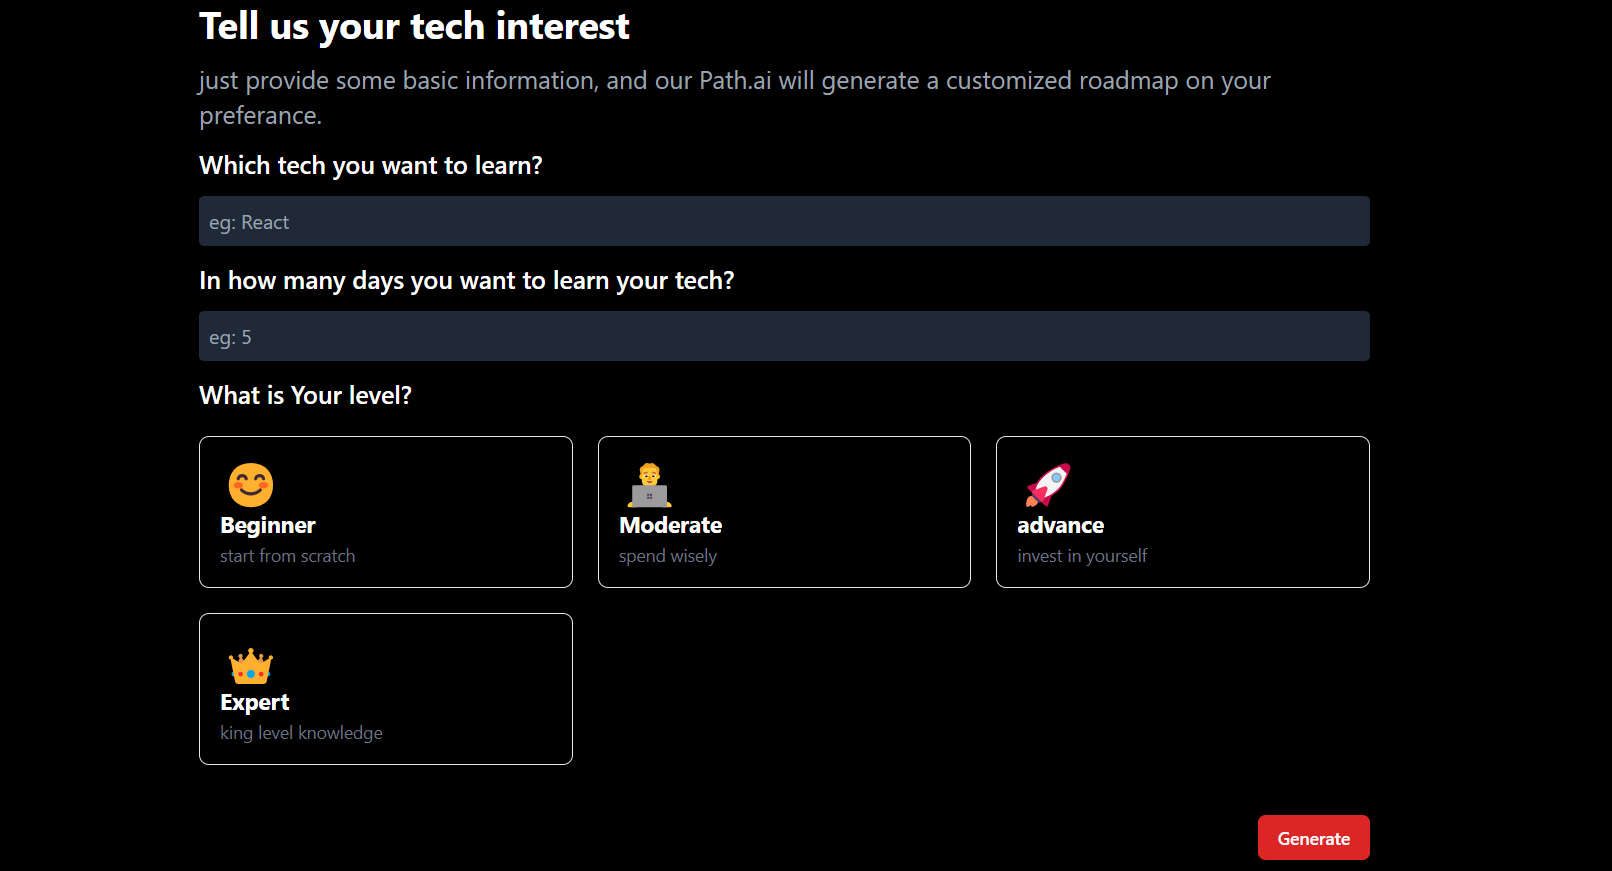 Tell us your tech interest
just provide some basic information, and our Path.ai will generate a customized roadmap on your
preferance.
Which tech you want to learn?
eg: React
In how many days you want to learn your tech?
eg: 5
What is Your level?
Beginner
start from scratch
Moderate
spend wisely
advance
invest in yourself
Expert
king level knowledge
Generate